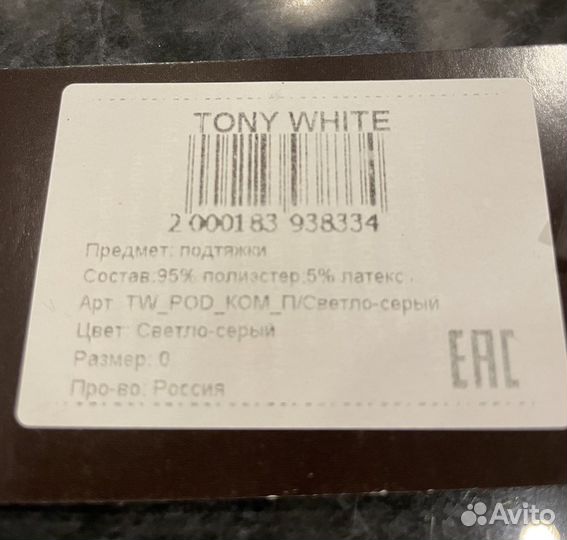 TONY WHITE
2 000183 938334
Предмет: подтяжки
Состав:95% полиэстер,5% латекс
Арт. TW_POD_KOM_П/Светло-серый
Цвет: Светло-серый
Размер: 0
Про-во: Россия
EAC
Avito